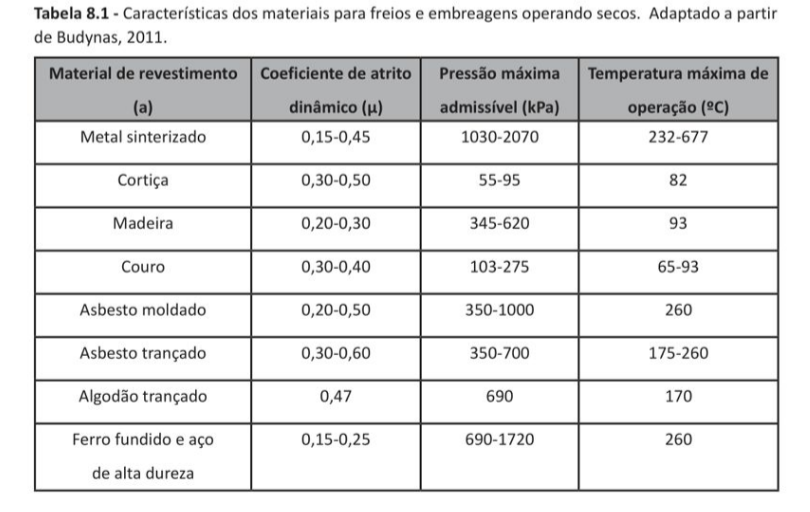 Tabela 8.1 - Características dos materiais para freios e embreagens operando secos. Adaptado a partir
de Budynas, 2011.
Material de revestimento (a) Coeficiente de atrito dinâmico (μ) Pressão máxima admissível (kPa) Temperatura máxima de operação (ºC)
Metal sinterizado 0,15-0,45 1030-2070 232-677
Cortiça 0,30-0,50 55-95 82
Madeira 0,20-0,30 345-620 93
Couro 0,30-0,40 103-275 65-93
Asbesto moldado 0,20-0,50 350-1000 260
Asbesto trançado 0,30-0,60 350-700 175-260
Algodão trançado 0,47 690 170
Ferro fundido e aço 0,15-0,25 690-1720 260
de alta dureza